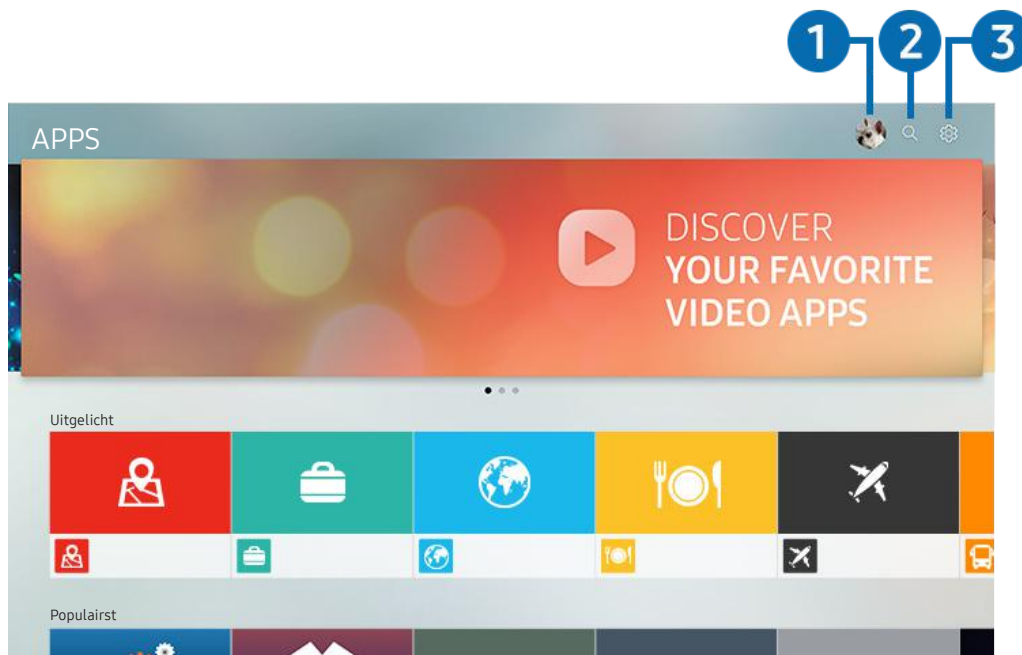 1 2 3
APPS
DISCOVER
YOUR FAVORITE
VIDEO APPS
Uitgelicht
Populairst